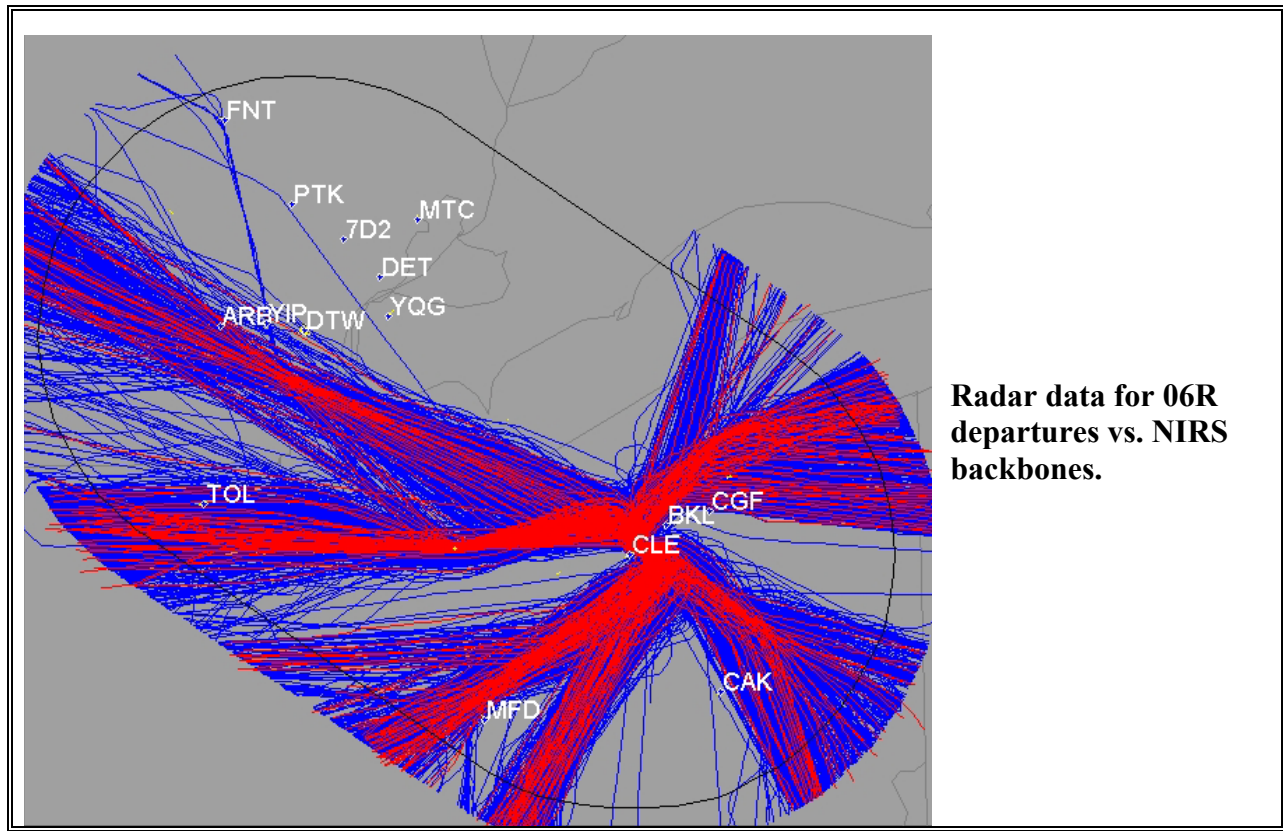 FNT
PTK
MTC
7D2
DET
YQG
ARB
YIP
DTW
TOL
CGF
BKL
CLE
CAK
MFD
Radar data for 06R
departures vs. NIRS
backbones.